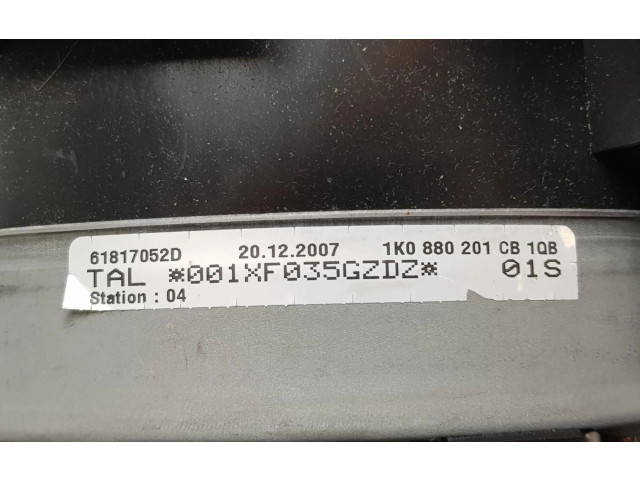 61817052D 20.12.2007 1K0 880 201 CB 1QB
TAL *001XF035GZDZ* 01S
Station : 04